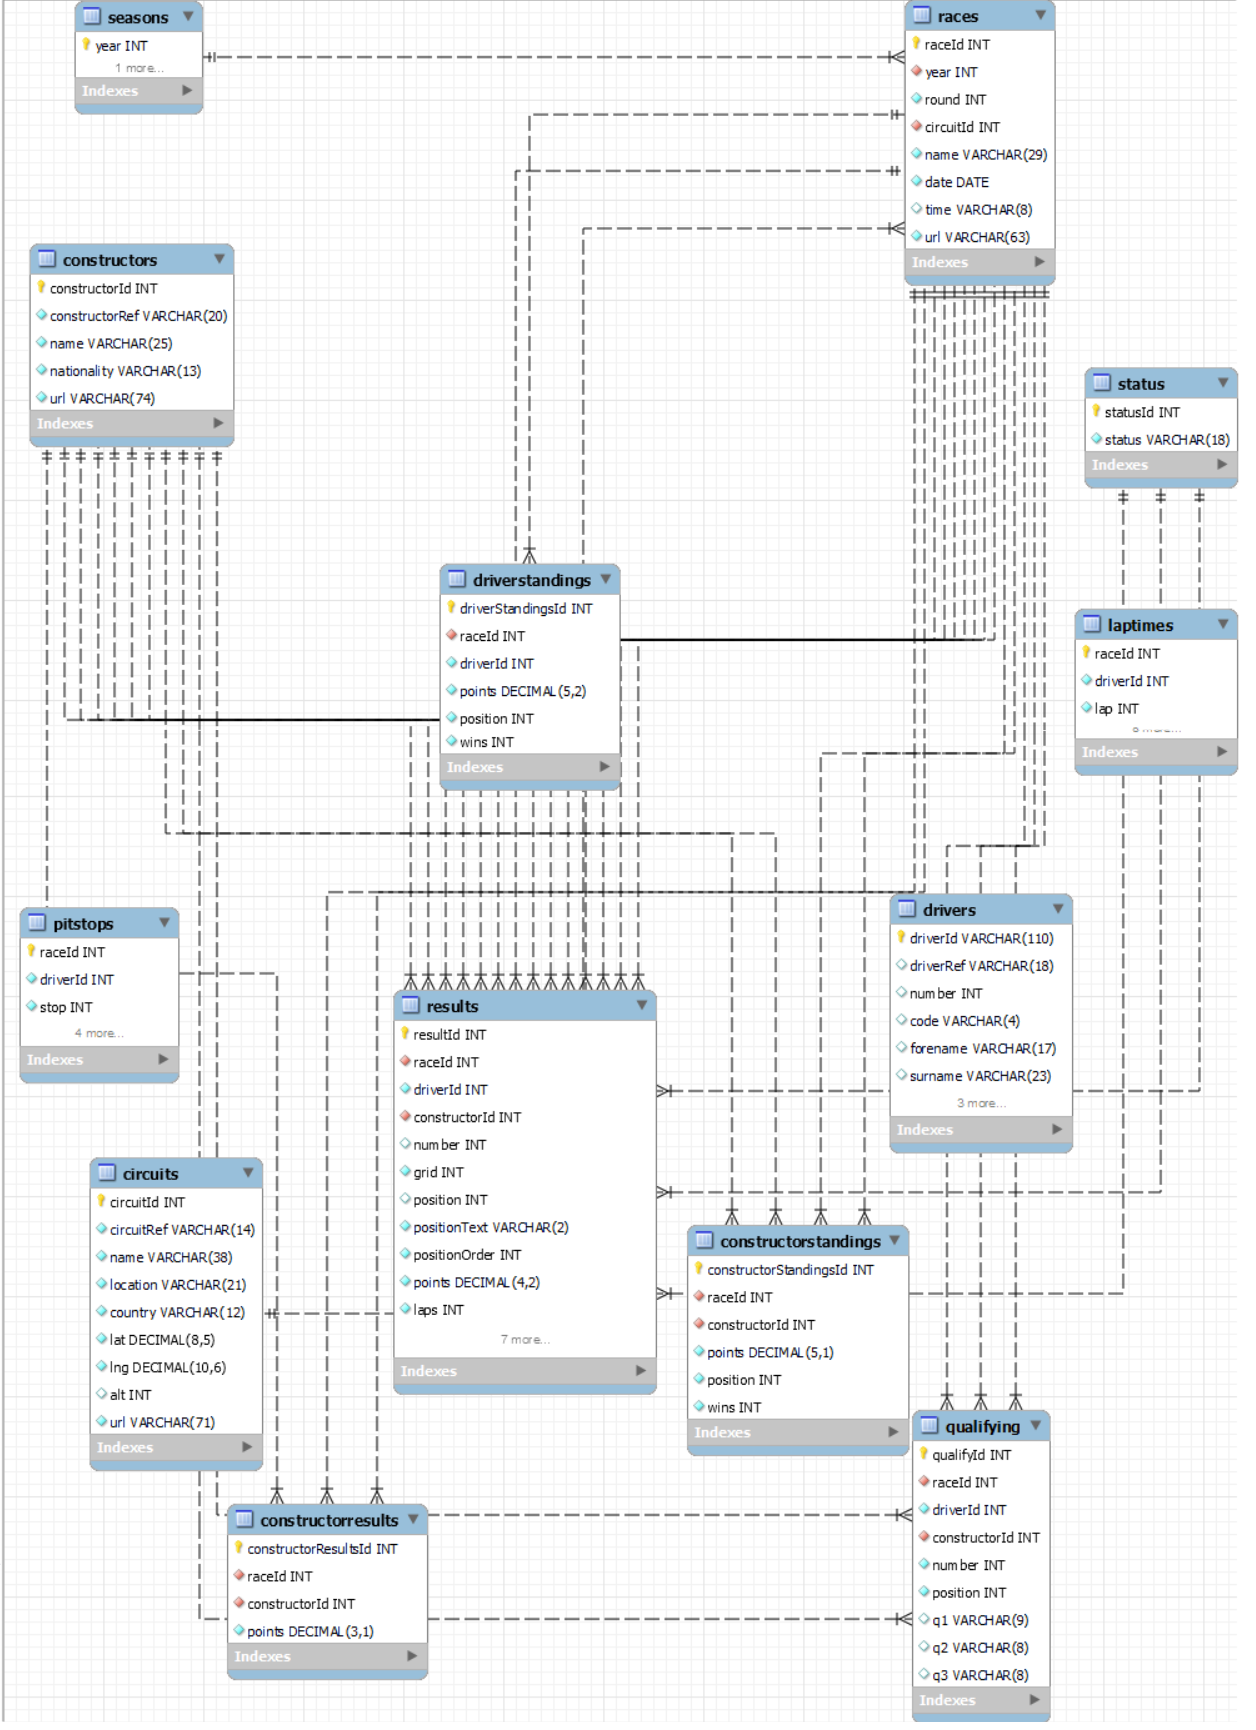 seasons
year INT
1 more...
Indexes
races
raceId INT
year INT
round INT
circuitId INT
name VARCHAR(29)
date DATE
time VARCHAR(8)
url VARCHAR(63)
Indexes
constructors
constructorId INT
constructorRef VARCHAR(20)
name VARCHAR(25)
nationality VARCHAR(13)
url VARCHAR(74)
Indexes
status
statusId INT
status VARCHAR(18)
Indexes
driverstandings
driverStandingsId INT
raceId INT
driverId INT
points DECIMAL(5,2)
position INT
wins INT
Indexes
laptimes
raceId INT
driverId INT
lap INT
Indexes
pitstops
raceId INT
driverId INT
stop INT
4 more...
Indexes
drivers
driverId VARCHAR(110)
driverRef VARCHAR(18)
number INT
code VARCHAR(4)
forename VARCHAR(17)
surname VARCHAR(23)
3 more...
Indexes
results
resultId INT
raceId INT
driverId INT
constructorId INT
number INT
grid INT
position INT
positionText VARCHAR(2)
positionOrder INT
points DECIMAL(4,2)
laps INT
7 more...
Indexes
circuits
circuitId INT
circuitRef VARCHAR(14)
name VARCHAR(38)
location VARCHAR(21)
country VARCHAR(12)
lat DECIMAL(8,5)
lng DECIMAL(10,6)
alt INT
url VARCHAR(71)
Indexes
constructorstandings
constructorStandingsId INT
raceId INT
constructorId INT
points DECIMAL(5,1)
position INT
wins INT
Indexes
qualifying
qualifyId INT
raceId INT
driverId INT
constructorId INT
number INT
position INT
q1 VARCHAR(9)
q2 VARCHAR(8)
q3 VARCHAR(8)
Indexes
constructorresults
constructorResultsId INT
raceId INT
constructorId INT
points DECIMAL(3,1)
Indexes